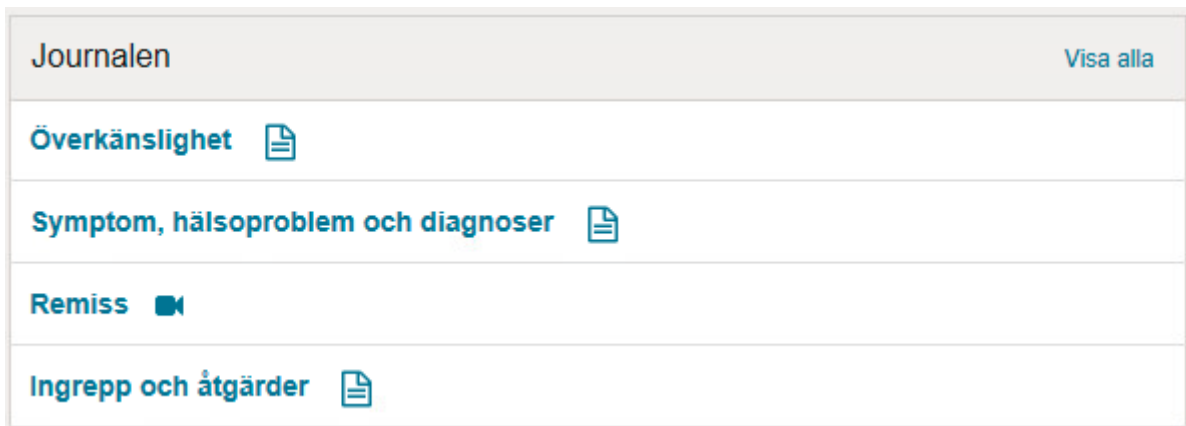 Journalen
Visa alla
Överkänslighet
Symptom, hälsoproblem och diagnoser
Remiss
Ingrepp och åtgärder